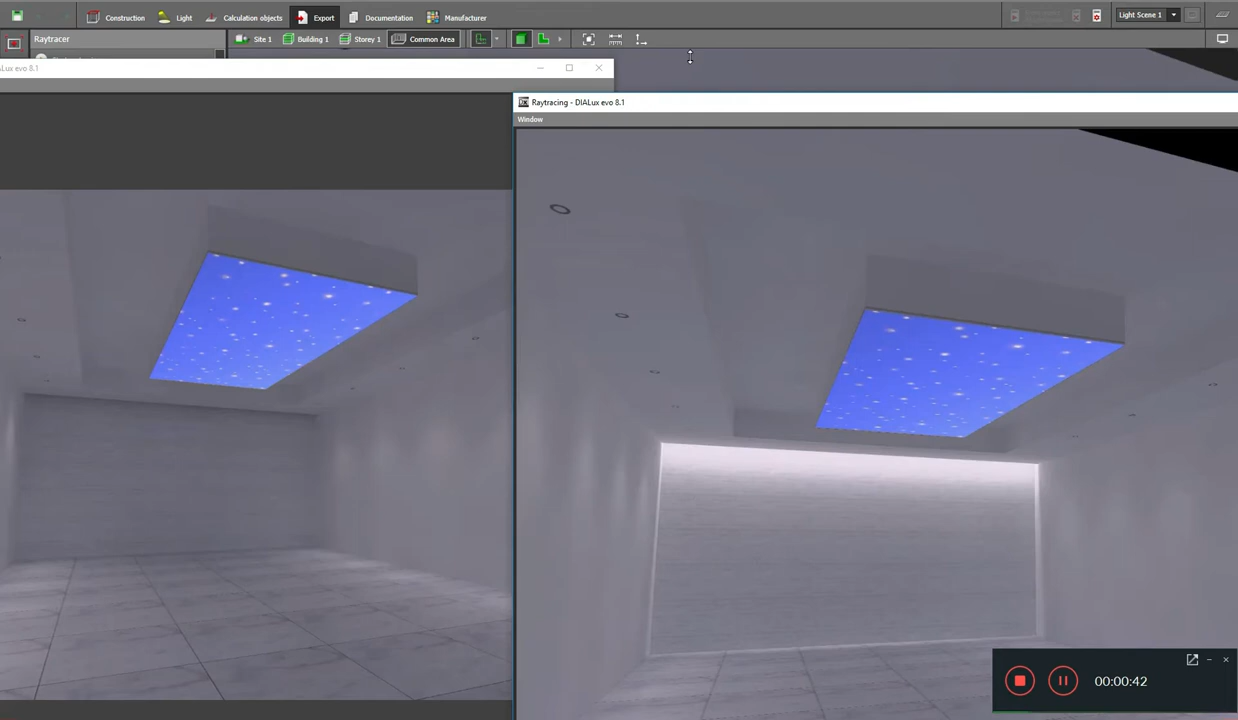 Construction Light Calculation objects Export Documentation Manufacturer Light Scene 1
Raytracer Site 1 Building 1 Storey 1 Common Area
ALux evo 8.1
Raytracing - DIALux evo 8.1
Window
00:00:42